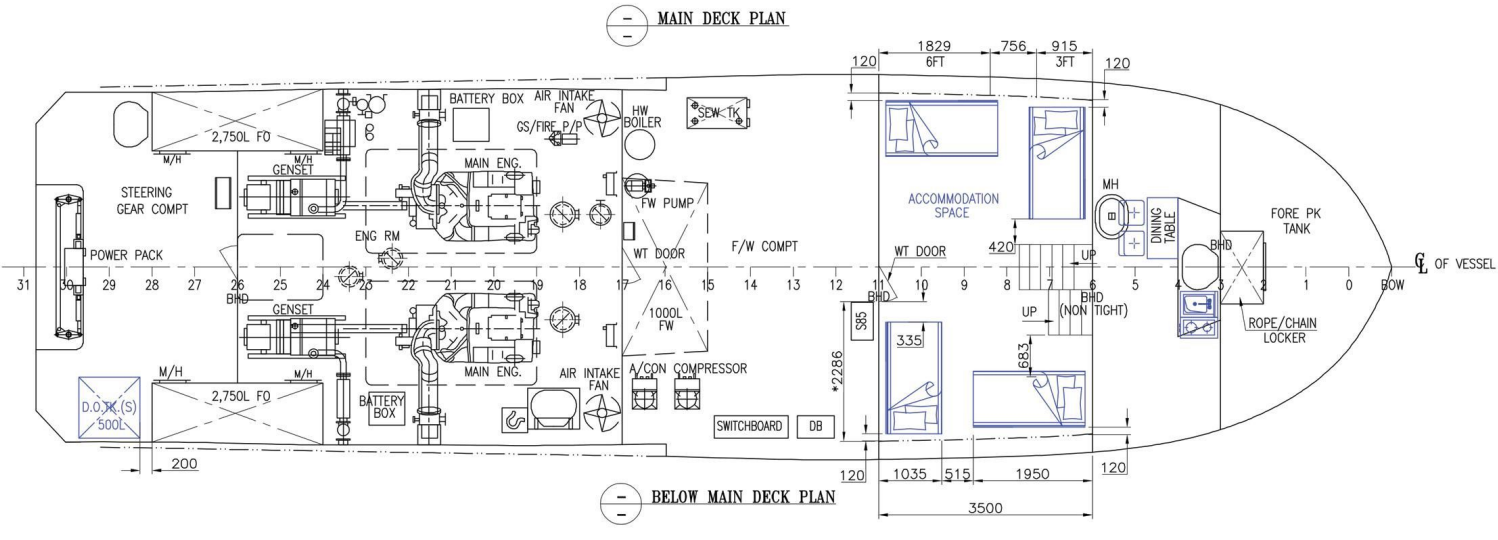 MAIN DECK PLAN
1829
756
915
6FT
3FT
120
120
BATTERY BOX
AIR INTAKE
FAN
GS/FIRE P/P
HW
BOILER
SEW TK
2,750L FO
M/H
M/H
GENSET
MAIN ENG.
STEERING
GEAR COMPT
ACCOMMODATION
SPACE
MH
DINING
TABLE
FORE PK
TANK
FW PUMP
ENG RM
F/W COMPT
WT DOOR
WT DOOR
420
UP
BHD
POWER PACK
℄ OF VESSEL
31 30 29 28 27 26 25 24 23 22 21 20 19 18 17 16 15 14 13 12 11 10 9 8 7 6 5 4 3 2 1 0 BOW
BHD
BHD
BHD
(NON TIGHT)
GENSET
1000L
FW
S85
UP
335
683
*2286
ROPE/CHAIN
LOCKER
MAIN ENG.
A/CON COMPRESSOR
AIR INTAKE
FAN
M/H
M/H
2,750L FO
BATTERY
BOX
D.O.TK.(S)
500L
SWITCHBOARD
DB
200
120
1035
515
1950
120
3500
BELOW MAIN DECK PLAN